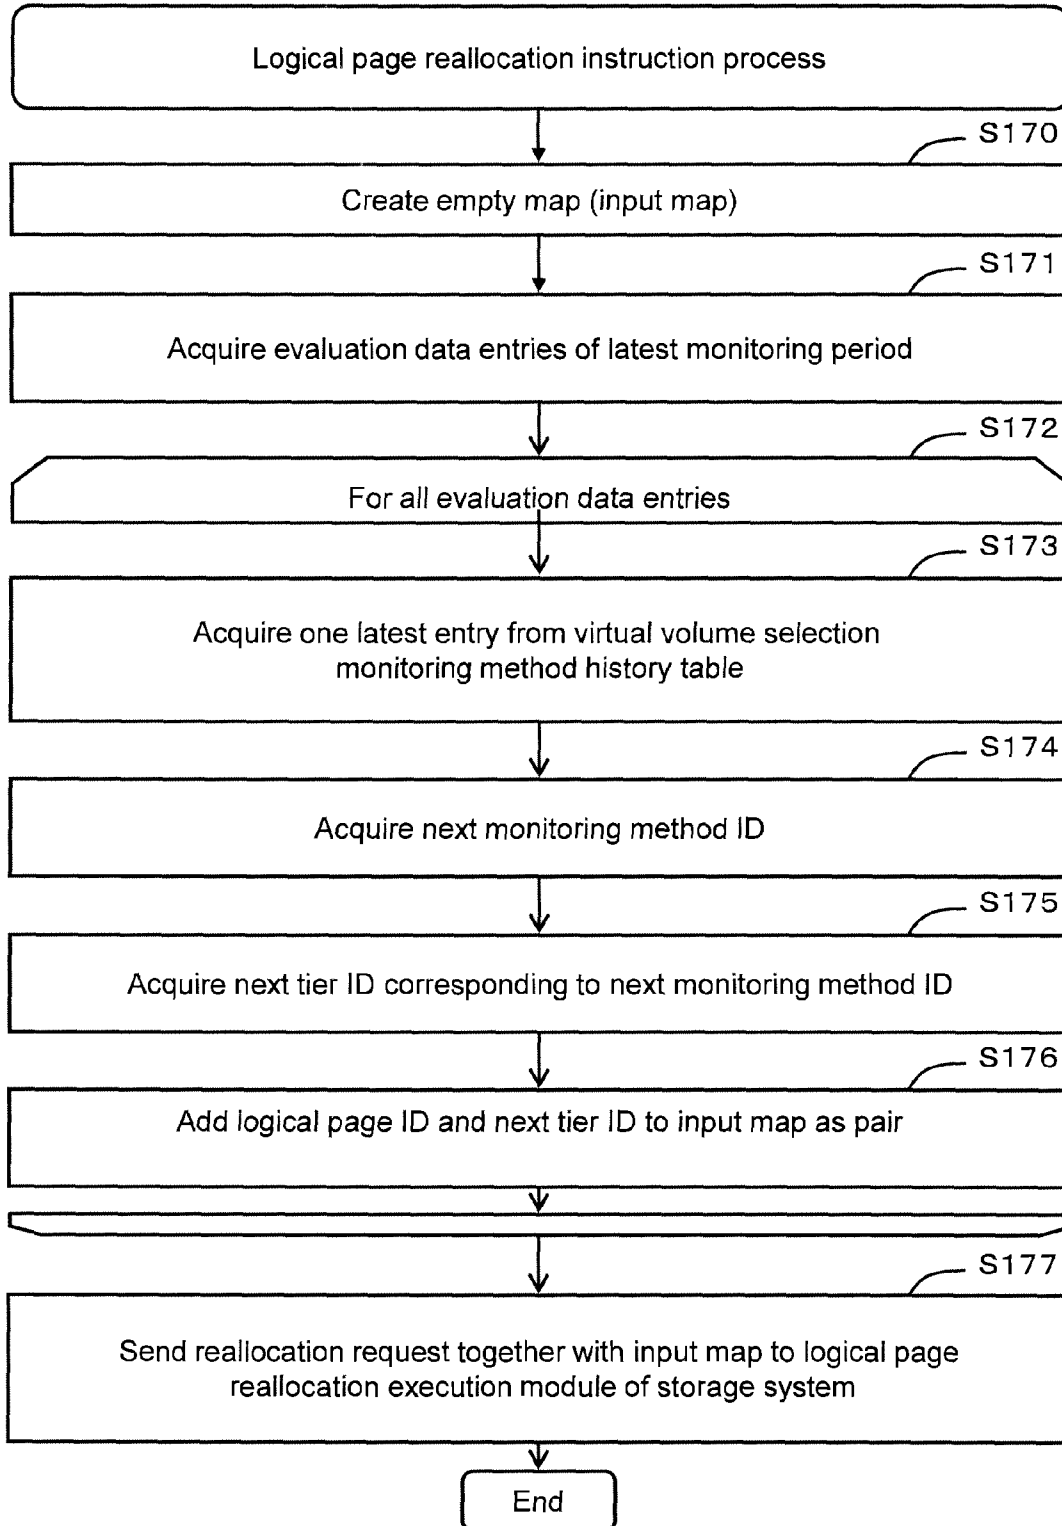 Logical page reallocation instruction process
S170
Create empty map (input map)
S171
Acquire evaluation data entries of latest monitoring period
S172
For all evaluation data entries
S173
Acquire one latest entry from virtual volume selection
monitoring method history table
S174
Acquire next monitoring method ID
S175
Acquire next tier ID corresponding to next monitoring method ID
S176
Add logical page ID and next tier ID to input map as pair
S177
Send reallocation request together with input map to logical page
reallocation execution module of storage system
End